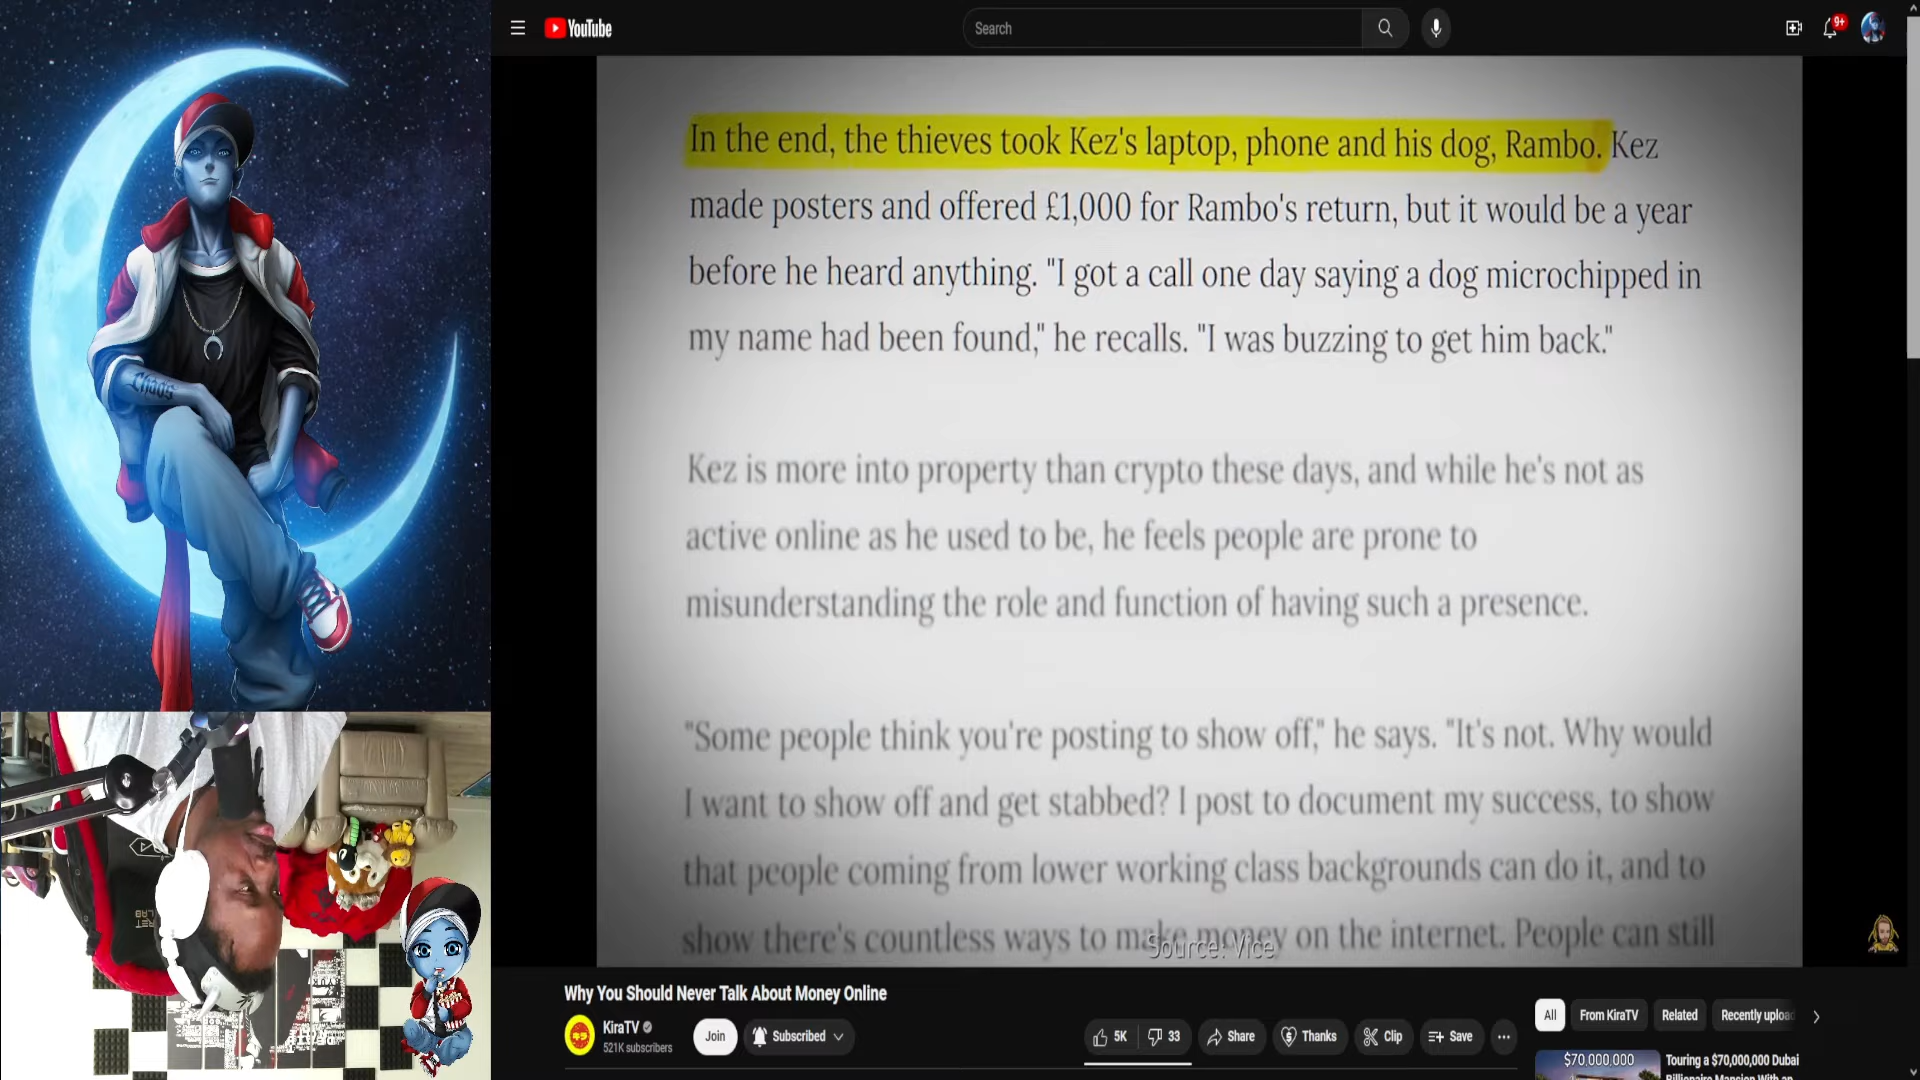 YouTube
Search
9+
In the end, the thieves took Kez's laptop, phone and his dog, Rambo. Kez
made posters and offered £1,000 for Rambo's return, but it would be a year
before he heard anything. "I got a call one day saying a dog microchipped in
my name had been found," he recalls. "I was buzzing to get him back."
Kez is more into property than crypto these days, and while he's not as
active online as he used to be, he feels people are prone to
misunderstanding the role and function of having such a presence.
"Some people think you're posting to show off," he says. "It's not. Why would
I want to show off and get stabbed? I post to document my success, to show
that people coming from lower working class backgrounds can do it, and to
show there's countless ways to make money on the internet. People can still
Source: Vice
Chaos
Why You Should Never Talk About Money Online
KiraTV
521K subscribers
Join
Subscribed
5K
33
Share
Thanks
Clip
Save
All
From KiraTV
Related
Recently uploa
$70,000,000
Touring a $70,000,000 Dubai
Billionaire Mansion With an